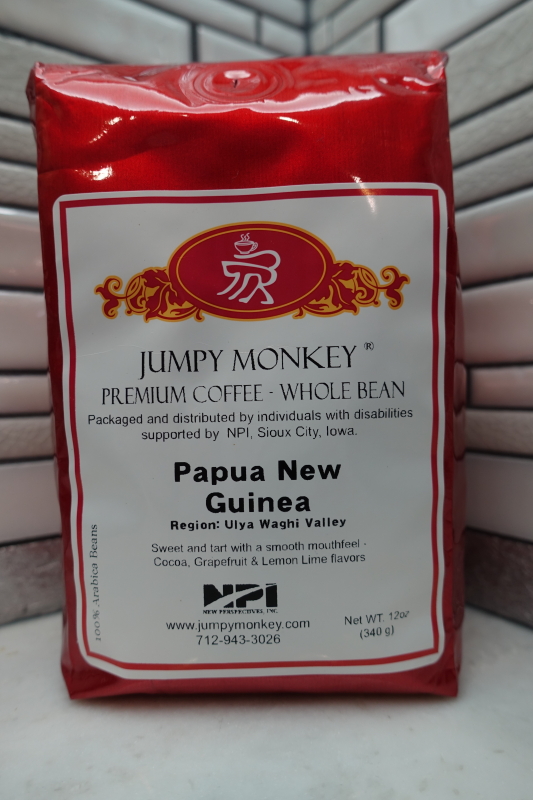 JUMPY MONKEY ®
PREMIUM COFFEE - WHOLE BEAN
Packaged and distributed by individuals with disabilities
supported by NPI, Sioux City, Iowa.
Papua New
Guinea
Region: Ulya Waghi Valley
Sweet and tart with a smooth mouthfeel -
Cocoa, Grapefruit & Lemon Lime flavors
100% Arabica Beans
NPI
NEW PERSPECTIVES, INC.
www.jumpymonkey.com
712-943-3026
Net WT. 12oz
(340 g)